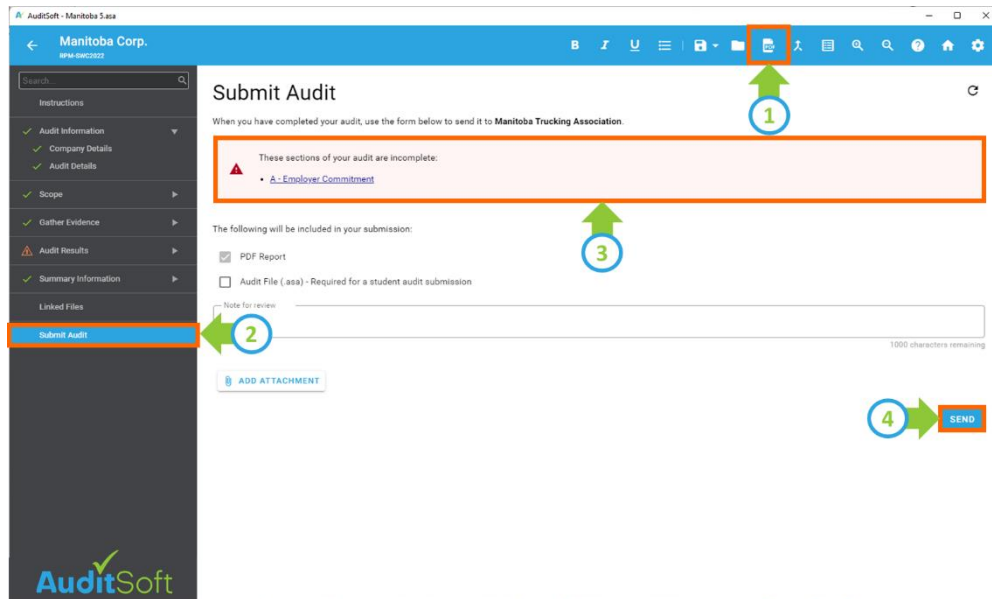 AuditSoft - Manitoba 5.asa
Manitoba Corp.
RPM-SWC2022
B I U
PDF
Search...
Instructions
Audit Information
Company Details
Audit Details
Scope
Gather Evidence
Audit Results
Summary Information
Linked Files
Submit Audit
2
Submit Audit
1
When you have completed your audit, use the form below to send it to Manitoba Trucking Association.
These sections of your audit are incomplete:
• A - Employer Commitment
3
The following will be included in your submission:
PDF Report
Audit File (.asa) - Required for a student audit submission
Note for review
1000 characters remaining
ADD ATTACHMENT
4
SEND
AuditSoft